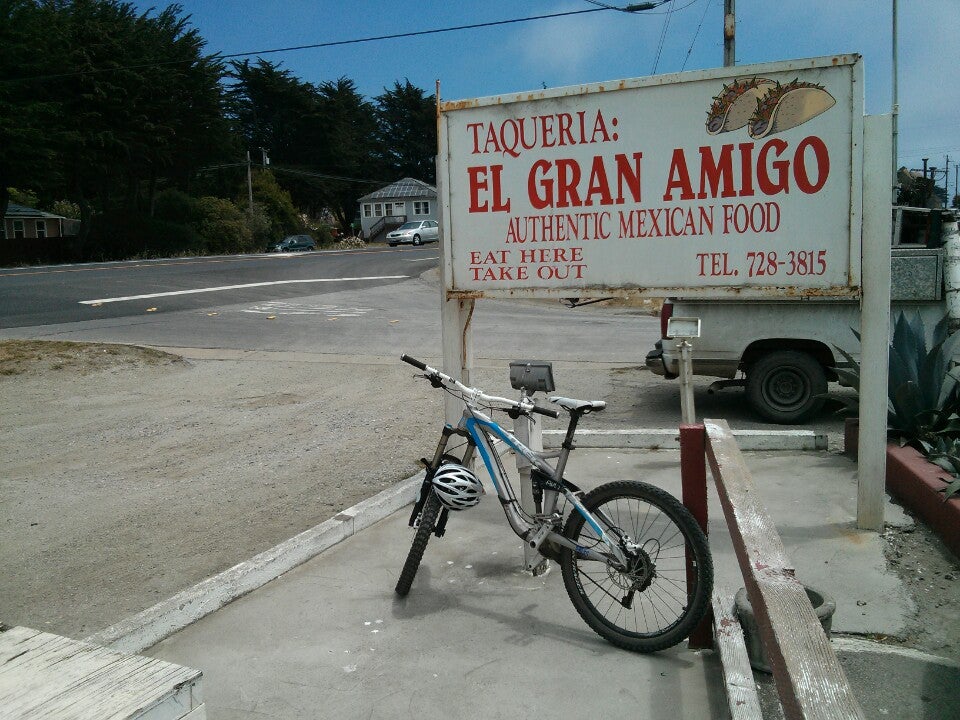 TAQUERIA:
EL GRAN AMIGO
AUTHENTIC MEXICAN FOOD
EAT HERE
TAKE OUT
TEL. 728-3815